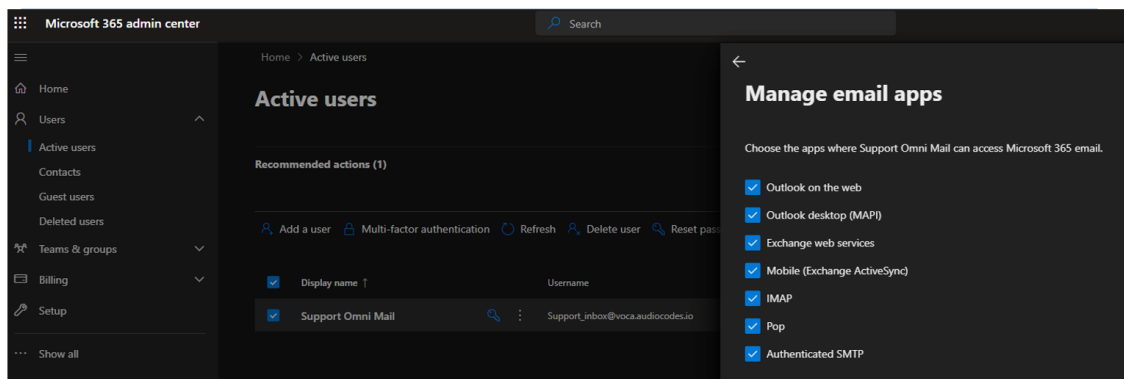 Microsoft 365 admin center
Search
Home
Users
Active users
Contacts
Guest users
Deleted users
Teams & groups
Billing
Setup
Show all
Home > Active users
Active users
Recommended actions (1)
Add a user Multi-factor authentication Refresh Delete user Reset pass
Display name ↑ Username
Support Omni Mail Support_inbox@voca.audiocodes.io
Manage email apps
Choose the apps where Support Omni Mail can access Microsoft 365 email.
Outlook on the web
Outlook desktop (MAPI)
Exchange web services
Mobile (Exchange ActiveSync)
IMAP
Pop
Authenticated SMTP